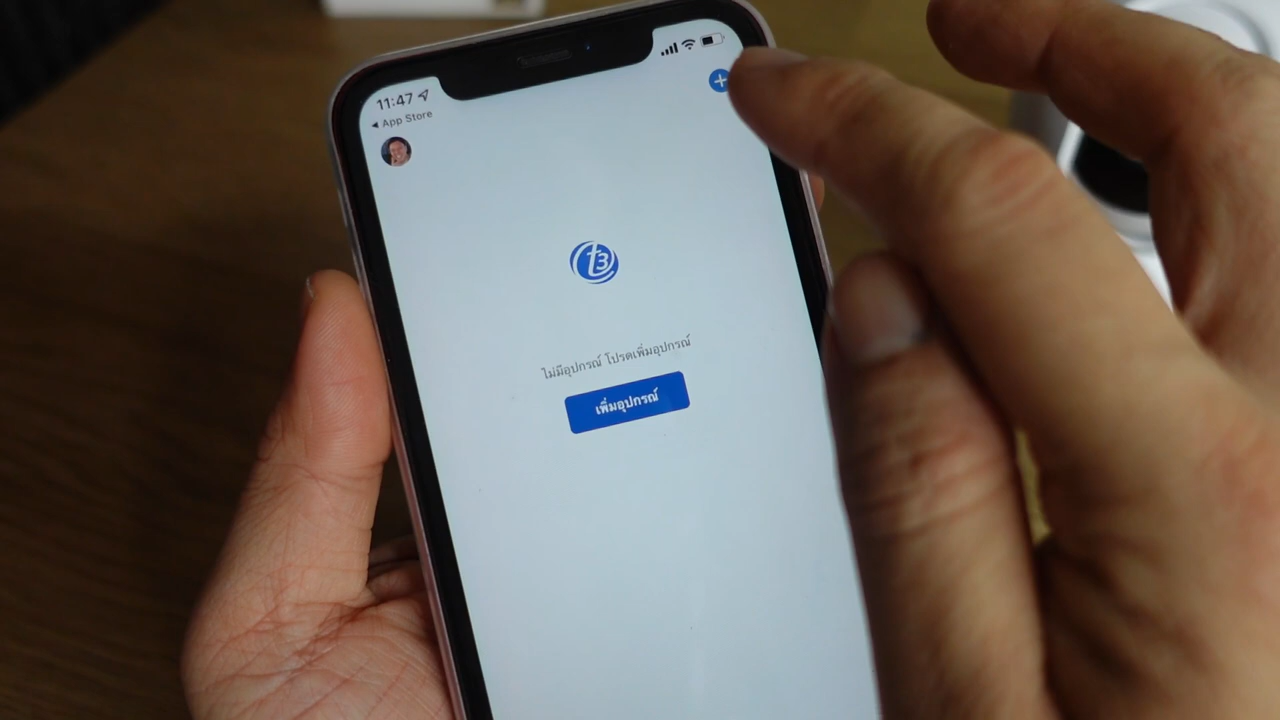 11:47
◀ App Store
t3
ไม่มีอุปกรณ์ โปรดเพิ่มอุปกรณ์
เพิ่มอุปกรณ์